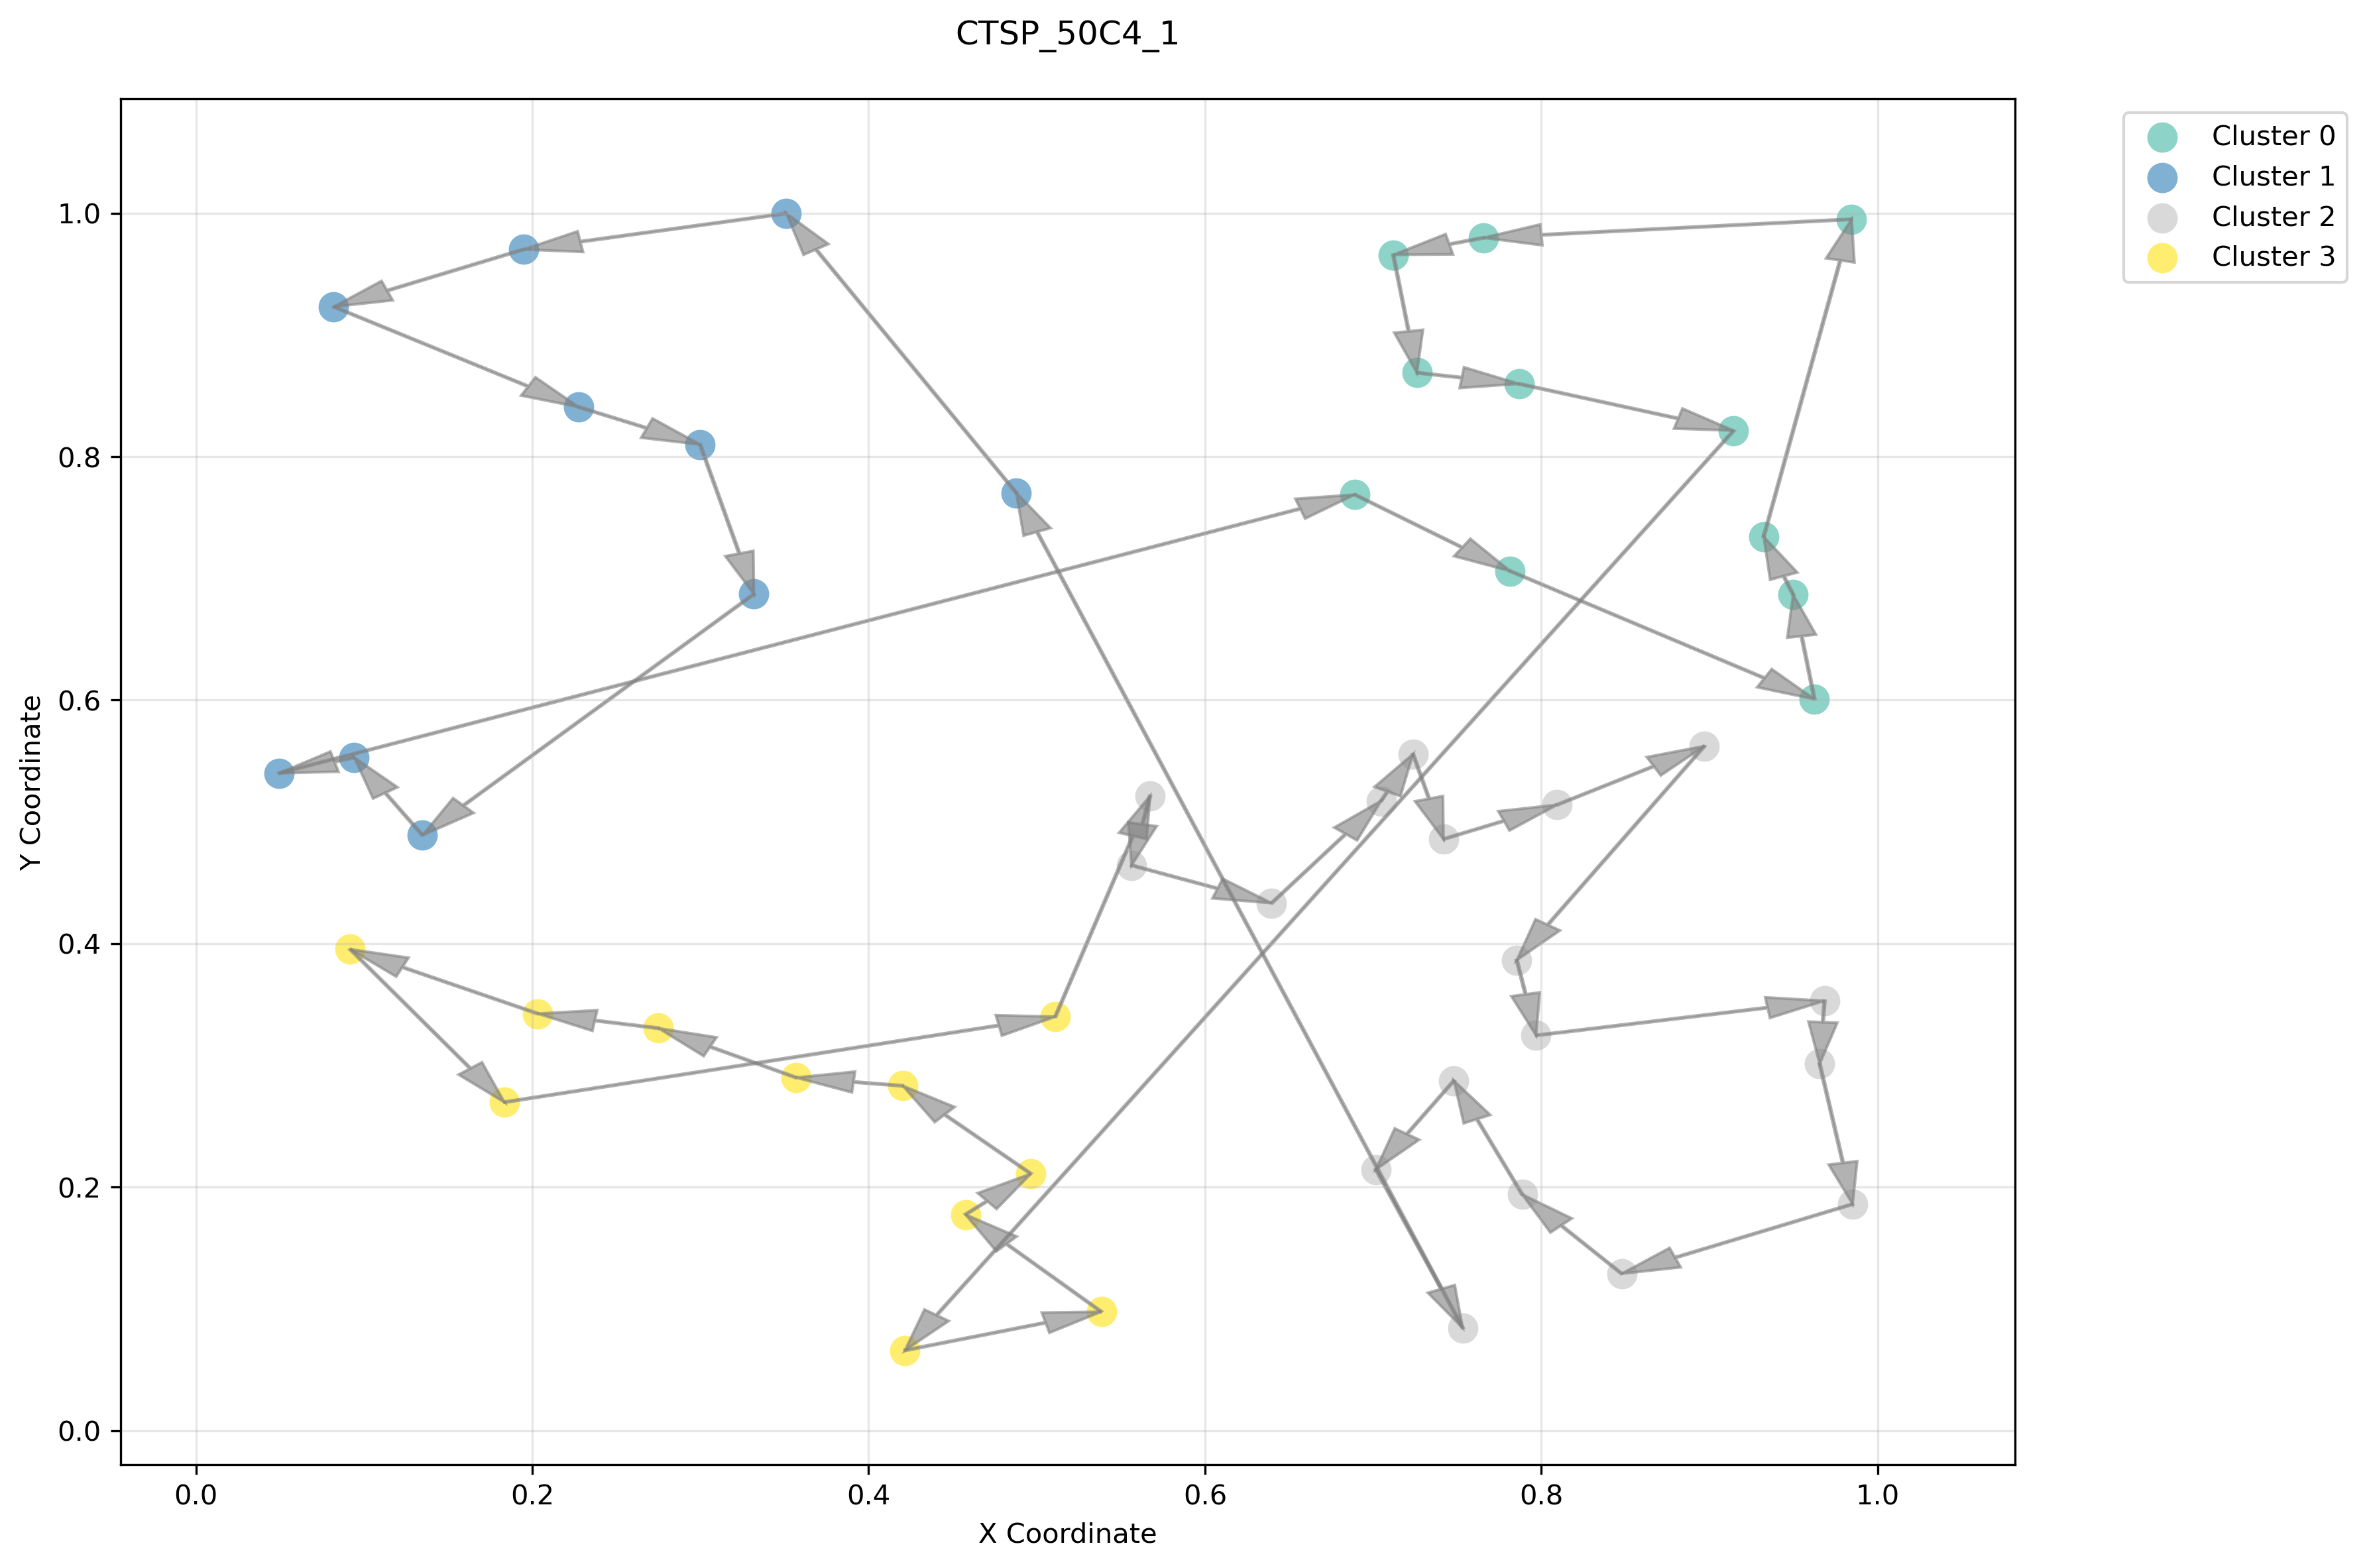 CTSP_50C4_1
Cluster 0
Cluster 1
Cluster 2
Cluster 3
1.0
0.8
0.6
0.4
0.2
0.0
Y Coordinate
0.0 0.2 0.4 0.6 0.8 1.0
X Coordinate